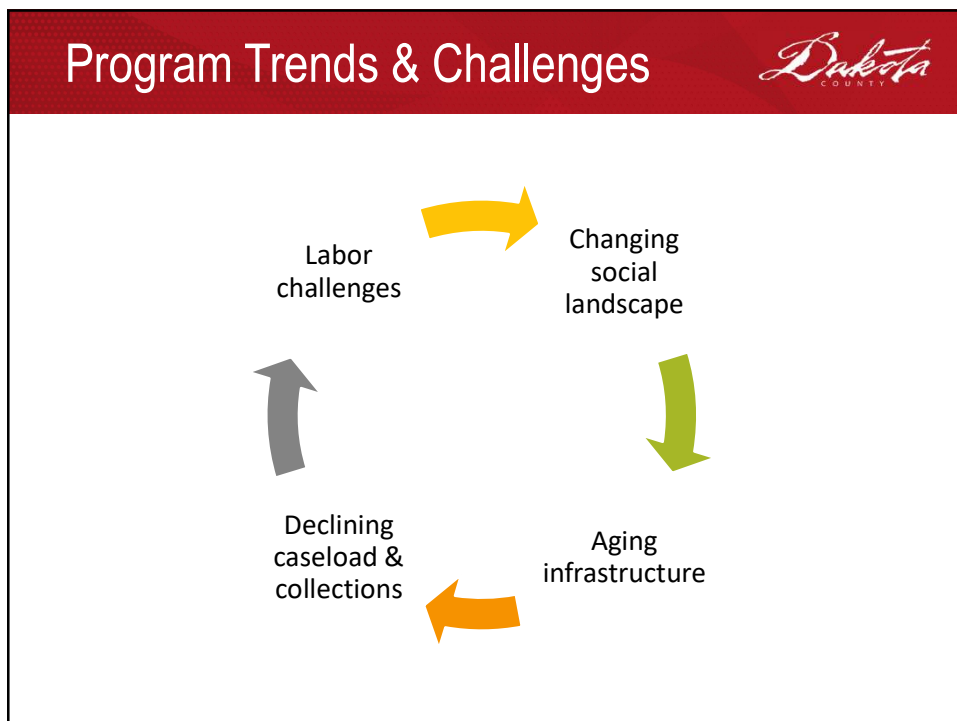 Program Trends & Challenges
Dakota
COUNTY
Labor
challenges
Changing
social
landscape
Declining
caseload &
collections
Aging
infrastructure